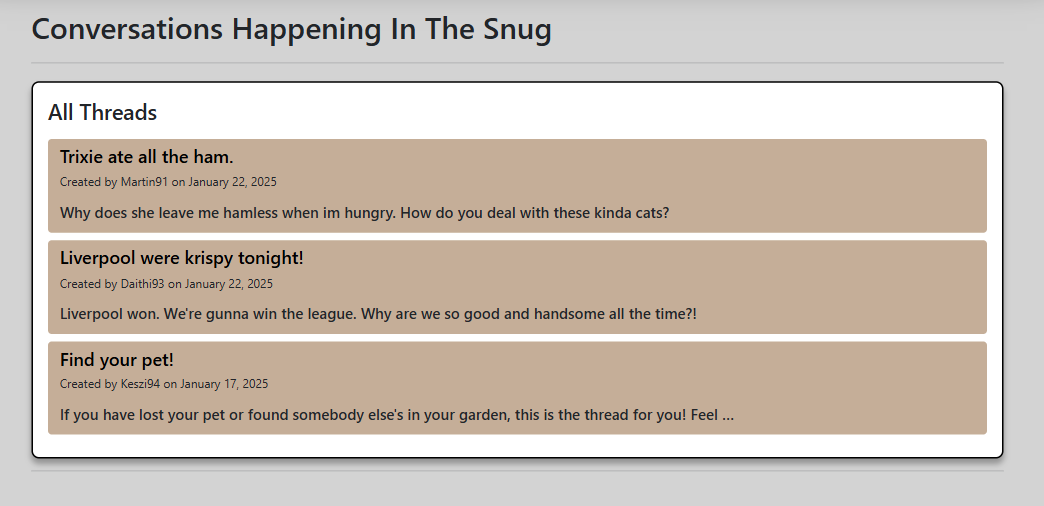 Conversations Happening In The Snug
All Threads
Trixie ate all the ham.
Created by Martin91 on January 22, 2025
Why does she leave me hamless when im hungry. How do you deal with these kinda cats?
Liverpool were krispy tonight!
Created by Daithi93 on January 22, 2025
Liverpool won. We're gunna win the league. Why are we so good and handsome all the time?!
Find your pet!
Created by Keszi94 on January 17, 2025
If you have lost your pet or found somebody else's in your garden, this is the thread for you! Feel ...